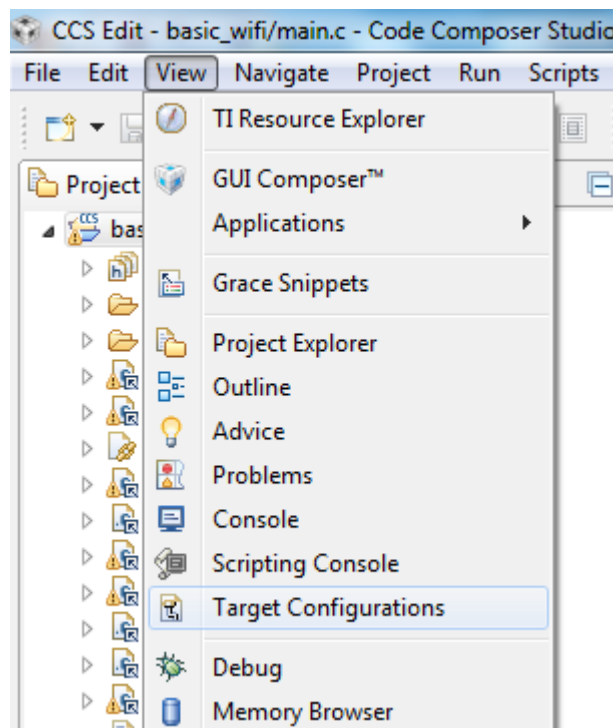 CCS Edit - basic_wifi/main.c - Code Composer Studio
File Edit View Navigate Project Run Scripts
TI Resource Explorer
Project
GUI Composer™
bas
Applications
Grace Snippets
Project Explorer
Outline
Advice
Problems
Console
Scripting Console
Target Configurations
Debug
Memory Browser